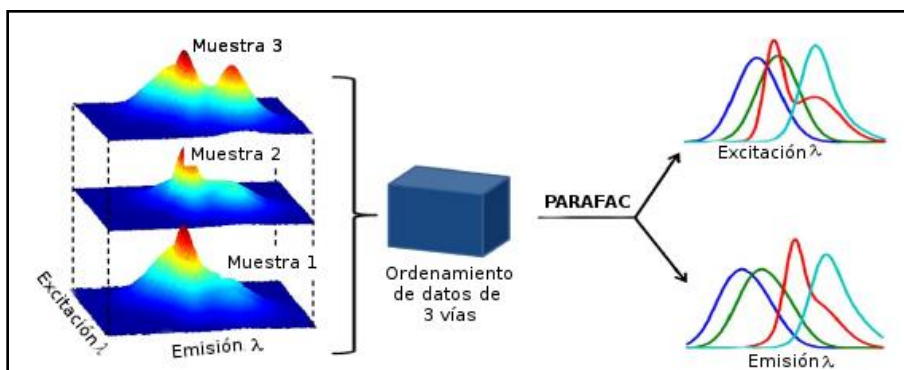 Muestra 3
Muestra 2
Muestra 1
Excitación λ
Emisión λ
Ordenamiento
de datos de
3 vías
PARAFAC
Excitación λ
Emisión λ